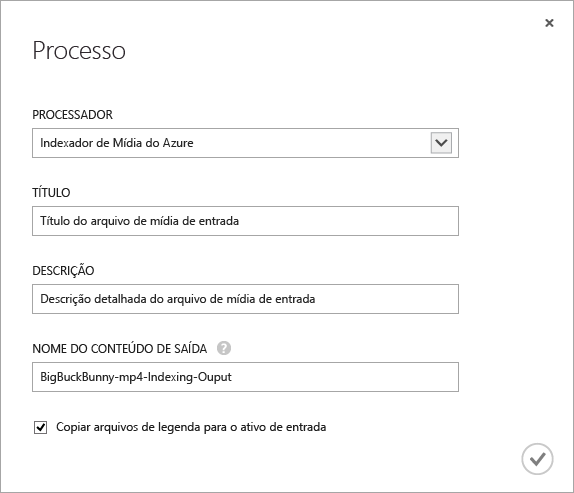 Processo
PROCESSADOR
Indexador de Mídia do Azure
TÍTULO
Título do arquivo de mídia de entrada
DESCRIÇÃO
Descrição detalhada do arquivo de mídia de entrada
NOME DO CONTEÚDO DE SAÍDA ?
BigBuckBunny-mp4-Indexing-Ouput
Copiar arquivos de legenda para o ativo de entrada